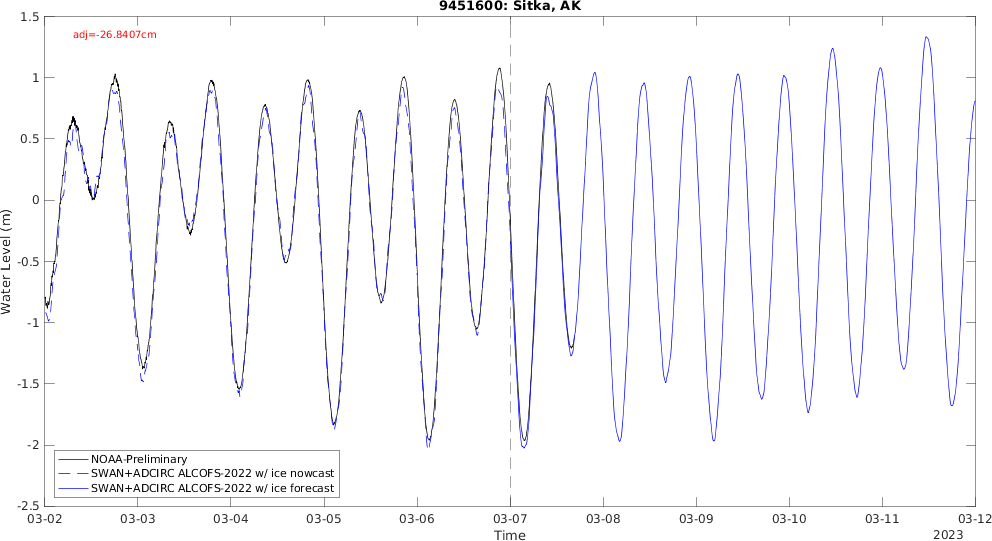 9451600: Sitka, AK
adj=-26.8407cm
1.5
1
0.5
0
-0.5
-1
-1.5
-2
-2.5
Water Level (m)
NOAA-Preliminary
SWAN+ADCIRC ALCOFS-2022 w/ ice nowcast
SWAN+ADCIRC ALCOFS-2022 w/ ice forecast
03-02 03-03 03-04 03-05 03-06 03-07 03-08 03-09 03-10 03-11 03-12
Time
2023